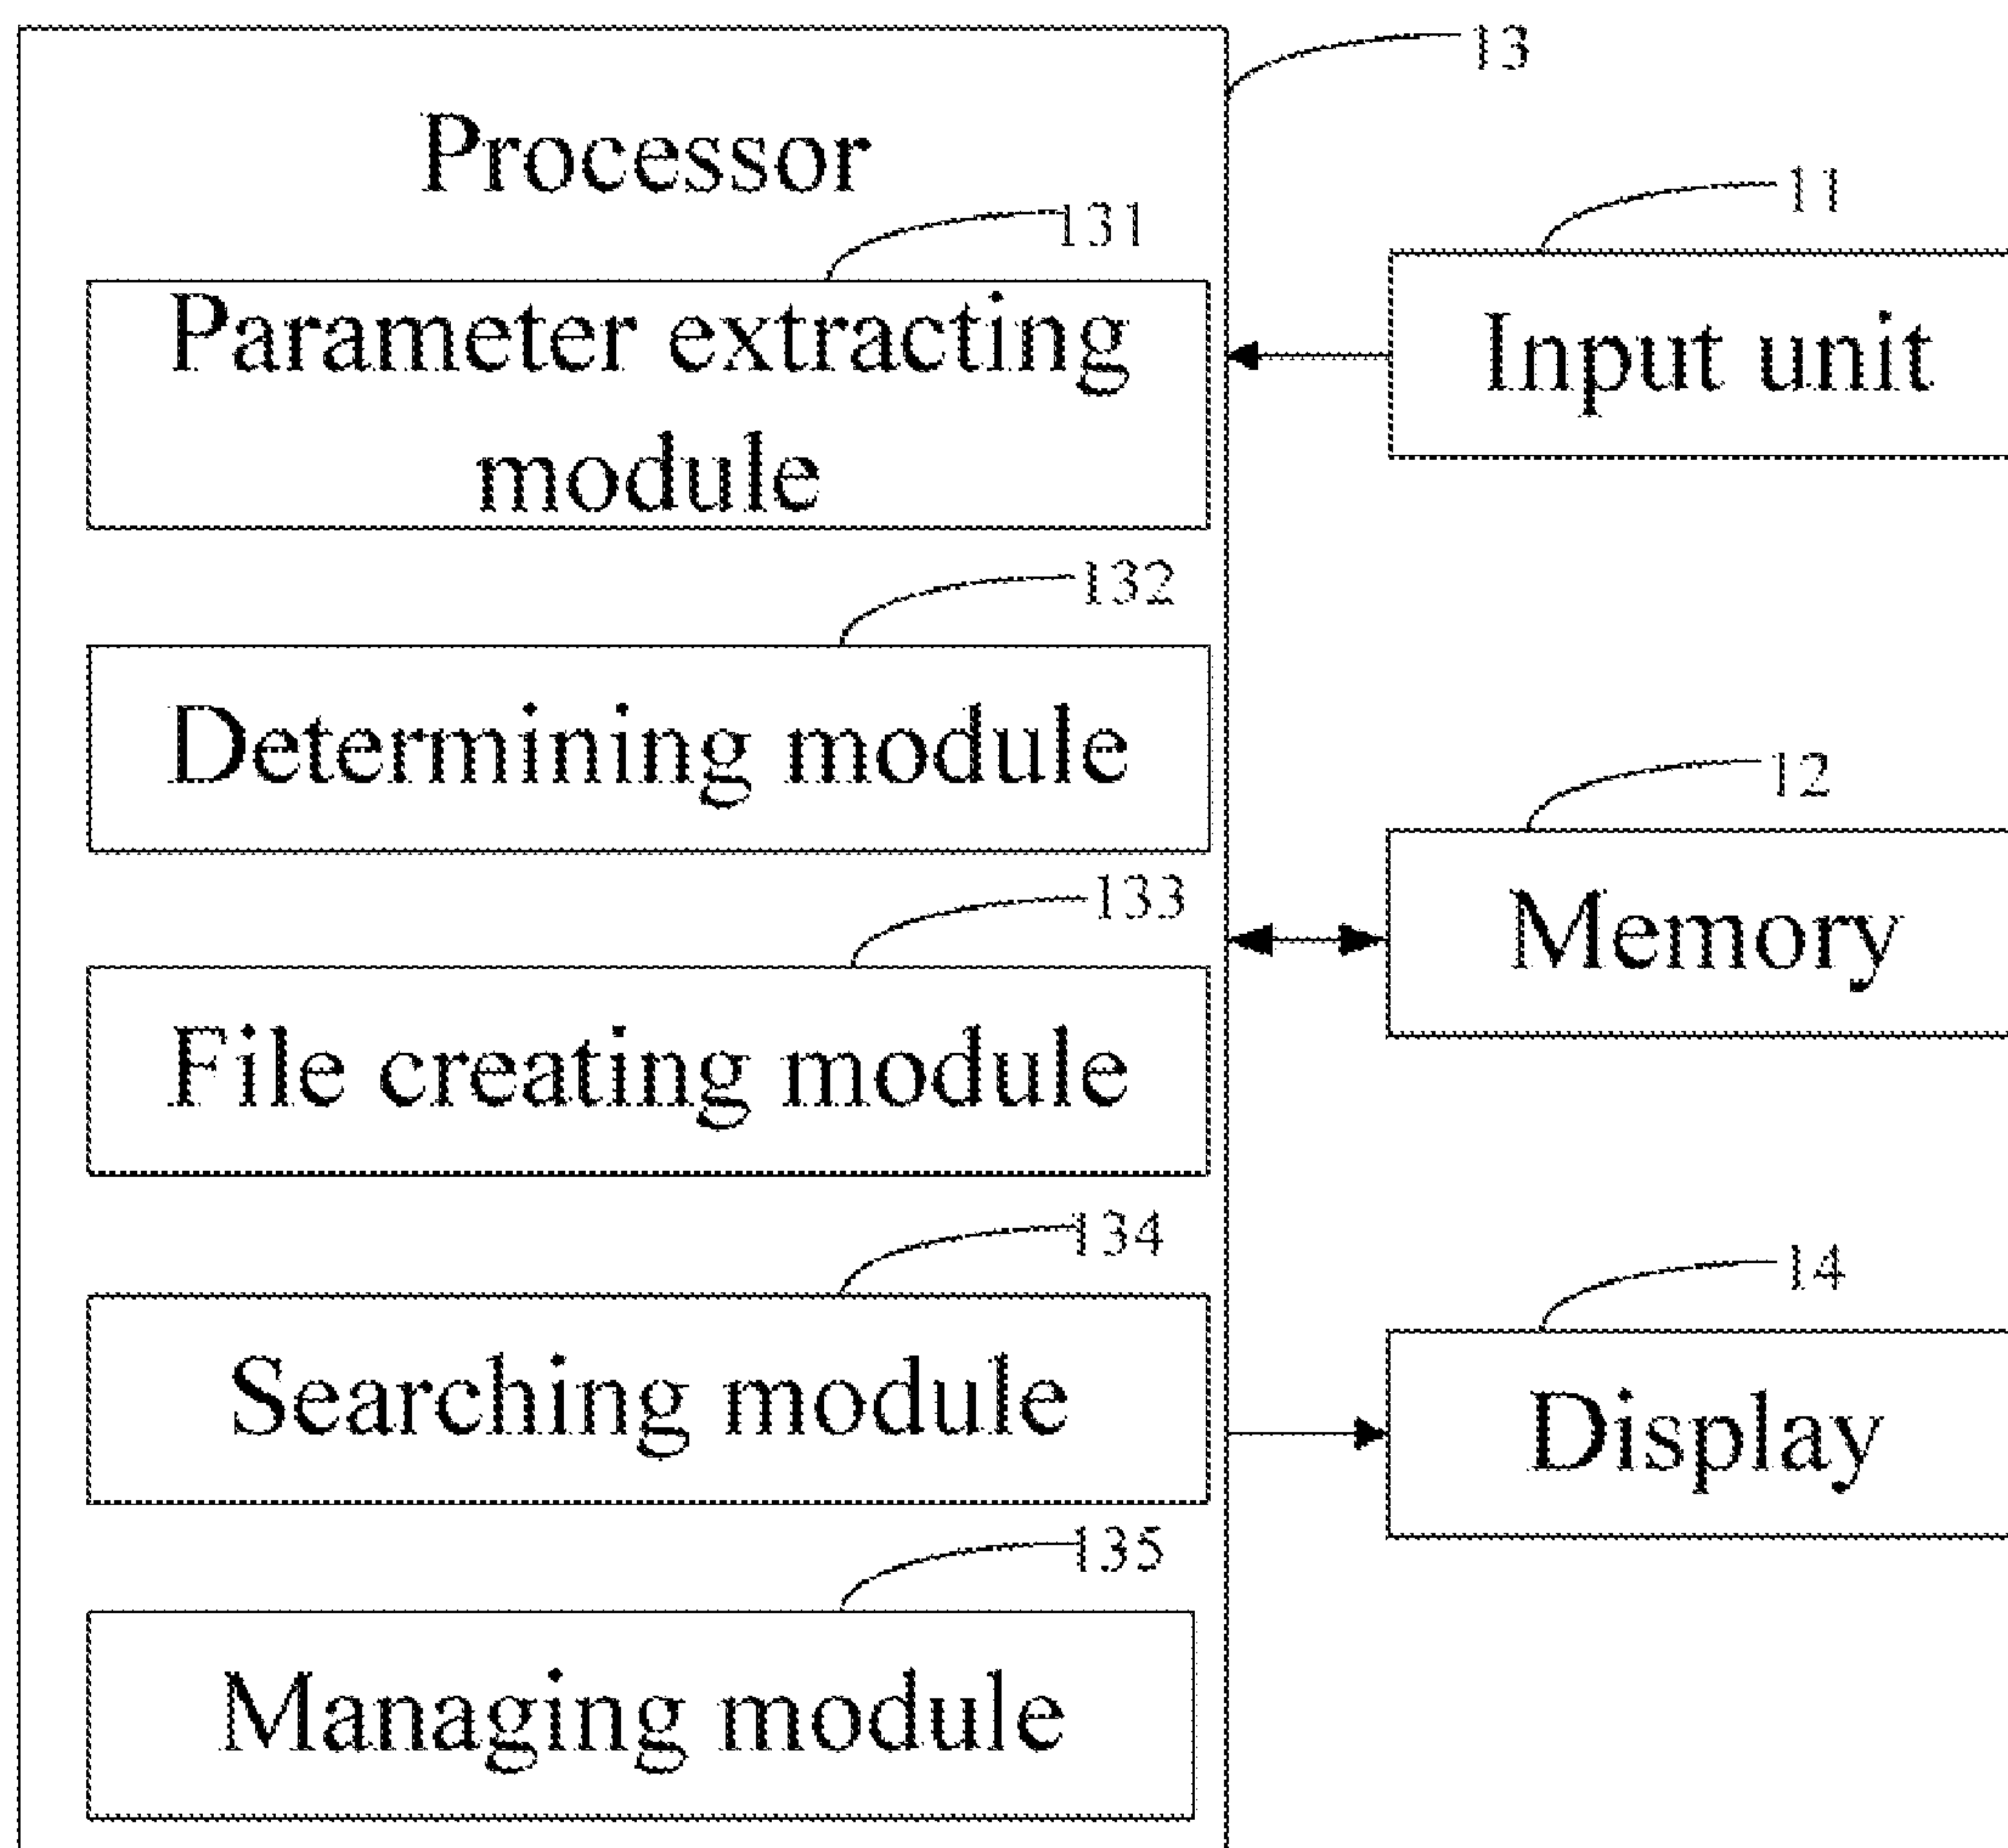 13
Processor
131
Parameter extracting
module
132
Determining module
133
File creating module
134
Searching module
135
Managing module
11
Input unit
12
Memory
14
Display